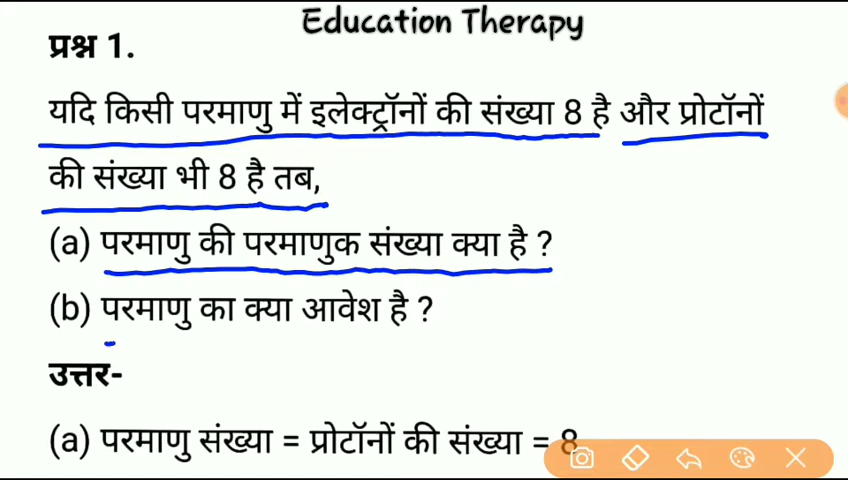 Education Therapy
प्रश्न 1.
यदि किसी परमाणु में इलेक्ट्रॉनों की संख्या 8 है और प्रोटॉनों
की संख्या भी 8 है तब,
(a) परमाणु की परमाणुक संख्या क्या है ?
(b) परमाणु का क्या आवेश है ?
उत्तर-
(a) परमाणु संख्या = प्रोटॉनों की संख्या = 8